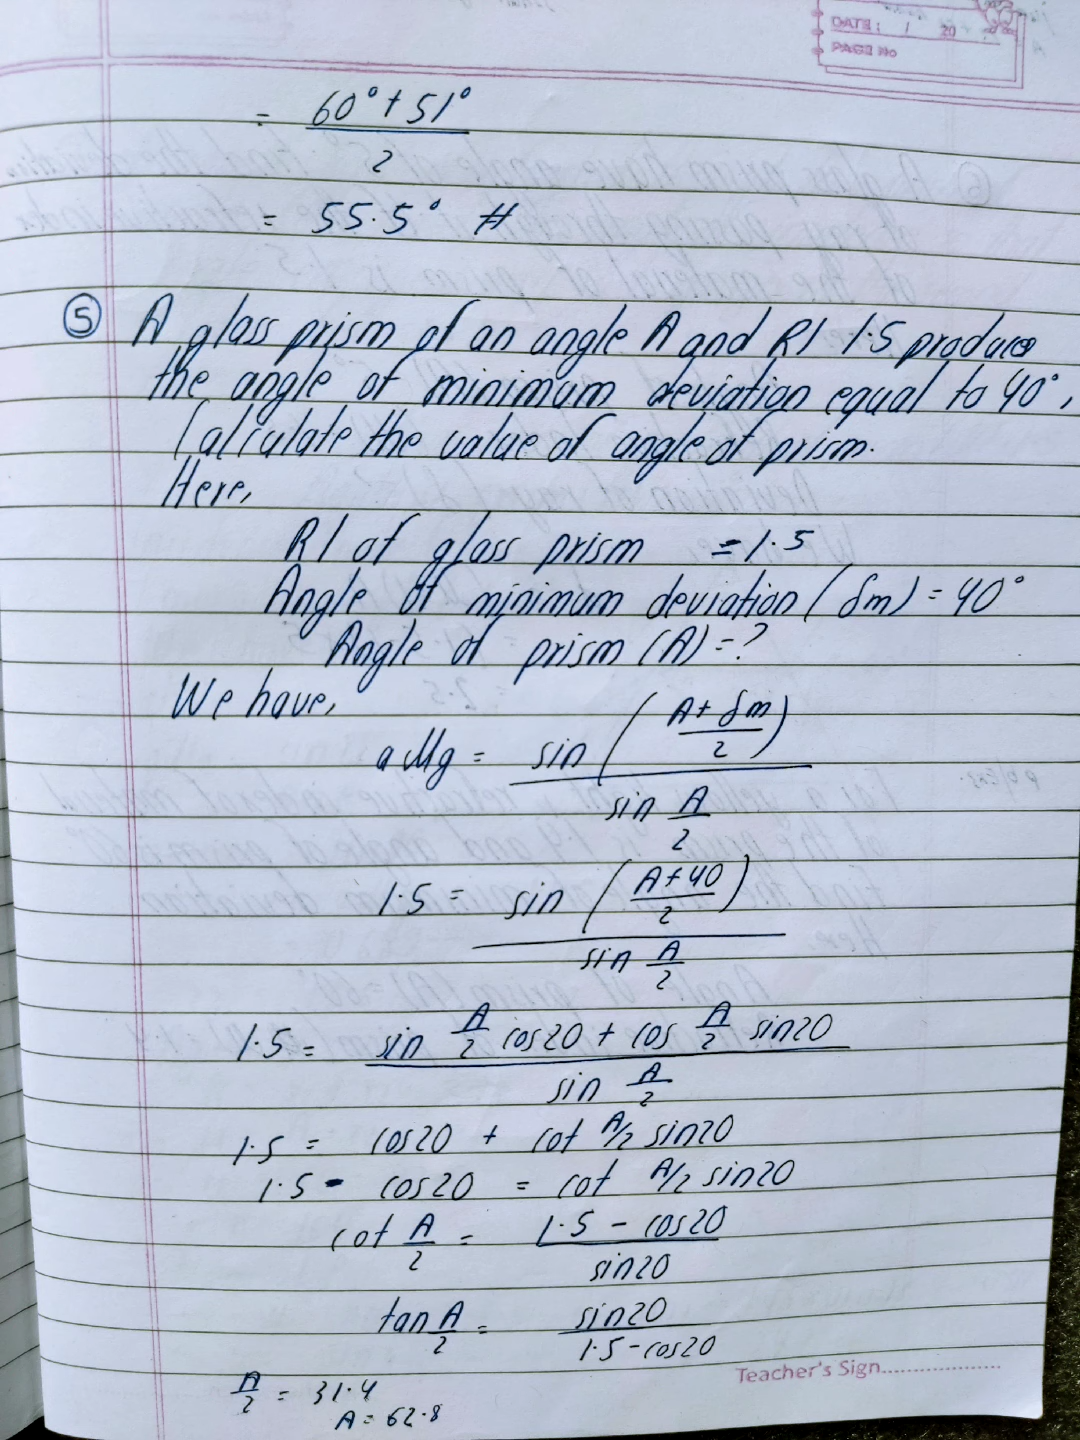 DATE: / 20
PAGE No
= 60° + 51° / 2
= 55.5° #
⑤ A glass prism of an angle A and RI 1.5 produces
the angle of minimum deviation equal to 40°,
Calculate the value of angle of prism.
Here,
RI of glass prism = 1.5
Angle of minimum deviation (δm) = 40°
Angle of prism (A) = ?
We have,
aμg = sin (A + δm / 2) / sin A/2
1.5 = sin (A + 40 / 2) / sin A/2
1.5 = sin A/2 cos20 + cos A/2 sin20 / sin A/2
1.5 = cos20 + cot A/2 sin20
1.5 - cos20 = cot A/2 sin20
cot A/2 = 1.5 - cos20 / sin20
tan A/2 = sin20 / 1.5 - cos20
Teacher's Sign....................
A/2 = 31.4
A = 62.8